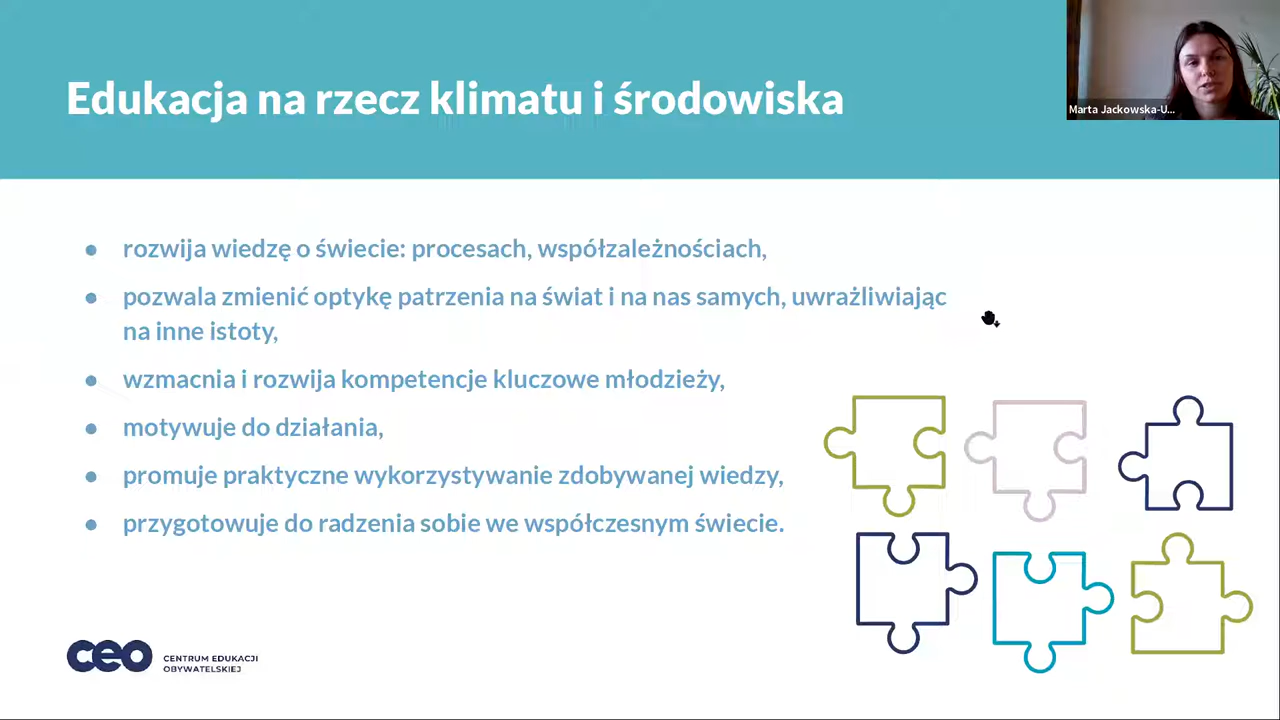 Edukacja na rzecz klimatu i środowiska
Marta Jackowska-U...
● rozwija wiedzę o świecie: procesach, współzależnościach,
● pozwala zmienić optykę patrzenia na świat i na nas samych, uwrażliwiając
na inne istoty,
● wzmacnia i rozwija kompetencje kluczowe młodzieży,
● motywuje do działania,
● promuje praktyczne wykorzystywanie zdobywanej wiedzy,
● przygotowuje do radzenia sobie we współczesnym świecie.
ceo
CENTRUM EDUKACJI
OBYWATELSKIEJ